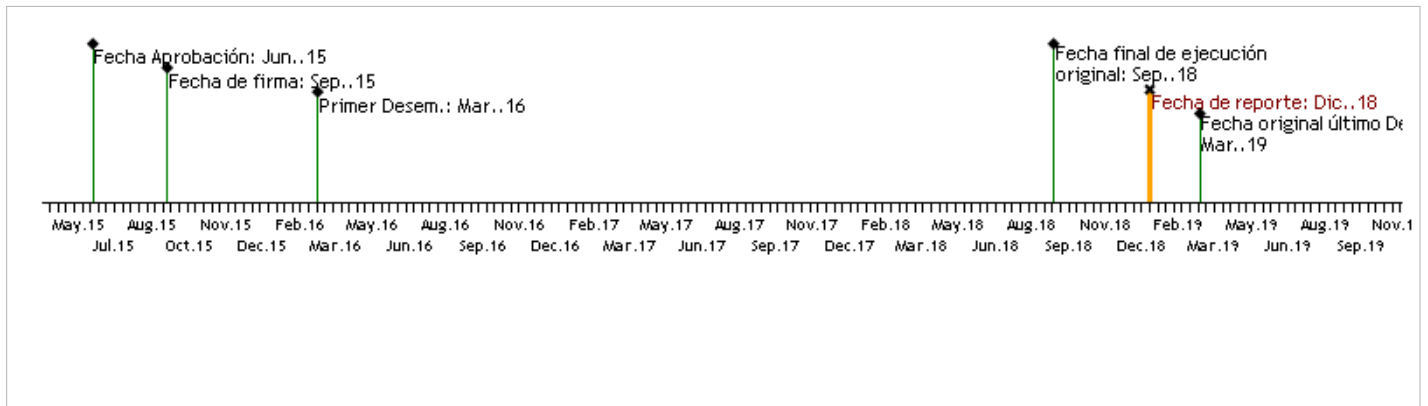 Fecha Aprobación: Jun..15
Fecha de firma: Sep..15
Primer Desem.: Mar..16
Fecha final de ejecución
original: Sep..18
Fecha de reporte: Dic..18
Fecha original último De
Mar..19
May.15 Aug.15 Nov.15 Feb.16 May.16 Aug.16 Nov.16 Feb.17 May.17 Aug.17 Nov.17 Feb.18 May.18 Aug.18 Nov.18 Feb.19 May.19 Aug.19 Nov.1
Jul.15 Oct.15 Dec.15 Mar.16 Jun.16 Sep.16 Dec.16 Mar.17 Jun.17 Sep.17 Dec.17 Mar.18 Jun.18 Sep.18 Dec.18 Mar.19 Jun.19 Sep.19